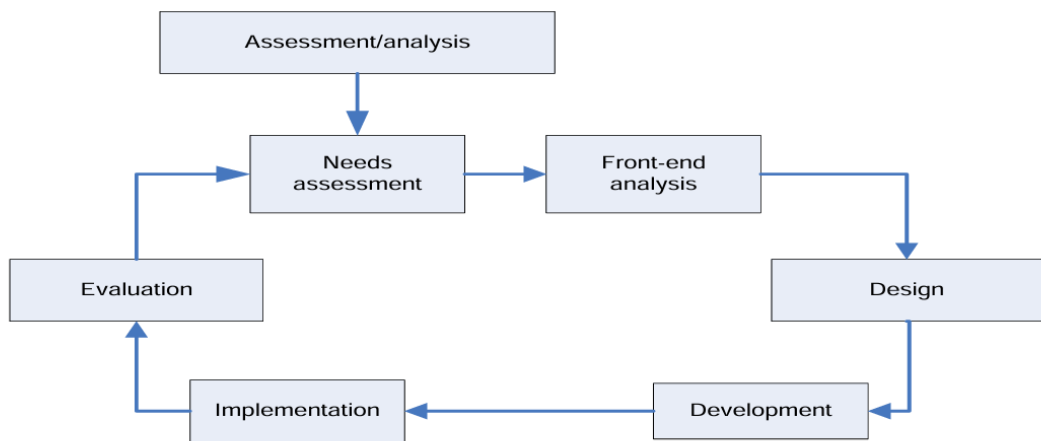 Assessment/analysis
Needs
assessment
Front-end
analysis
Evaluation
Design
Implementation
Development